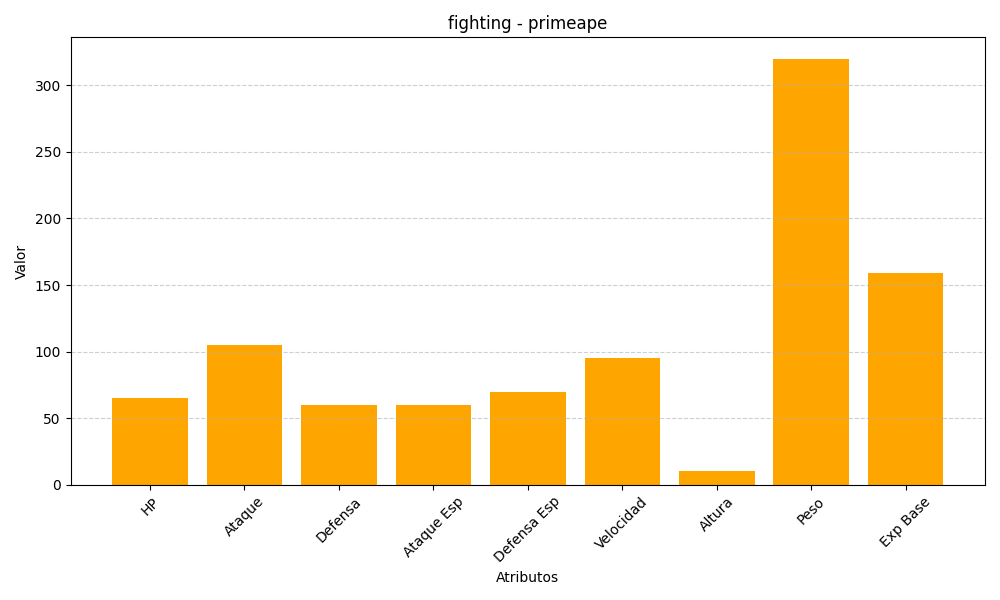 fighting - primeape
Valor
300
250
200
150
100
50
0
HP
Ataque
Defensa
Ataque Esp
Defensa Esp
Velocidad
Altura
Peso
Exp Base
Atributos